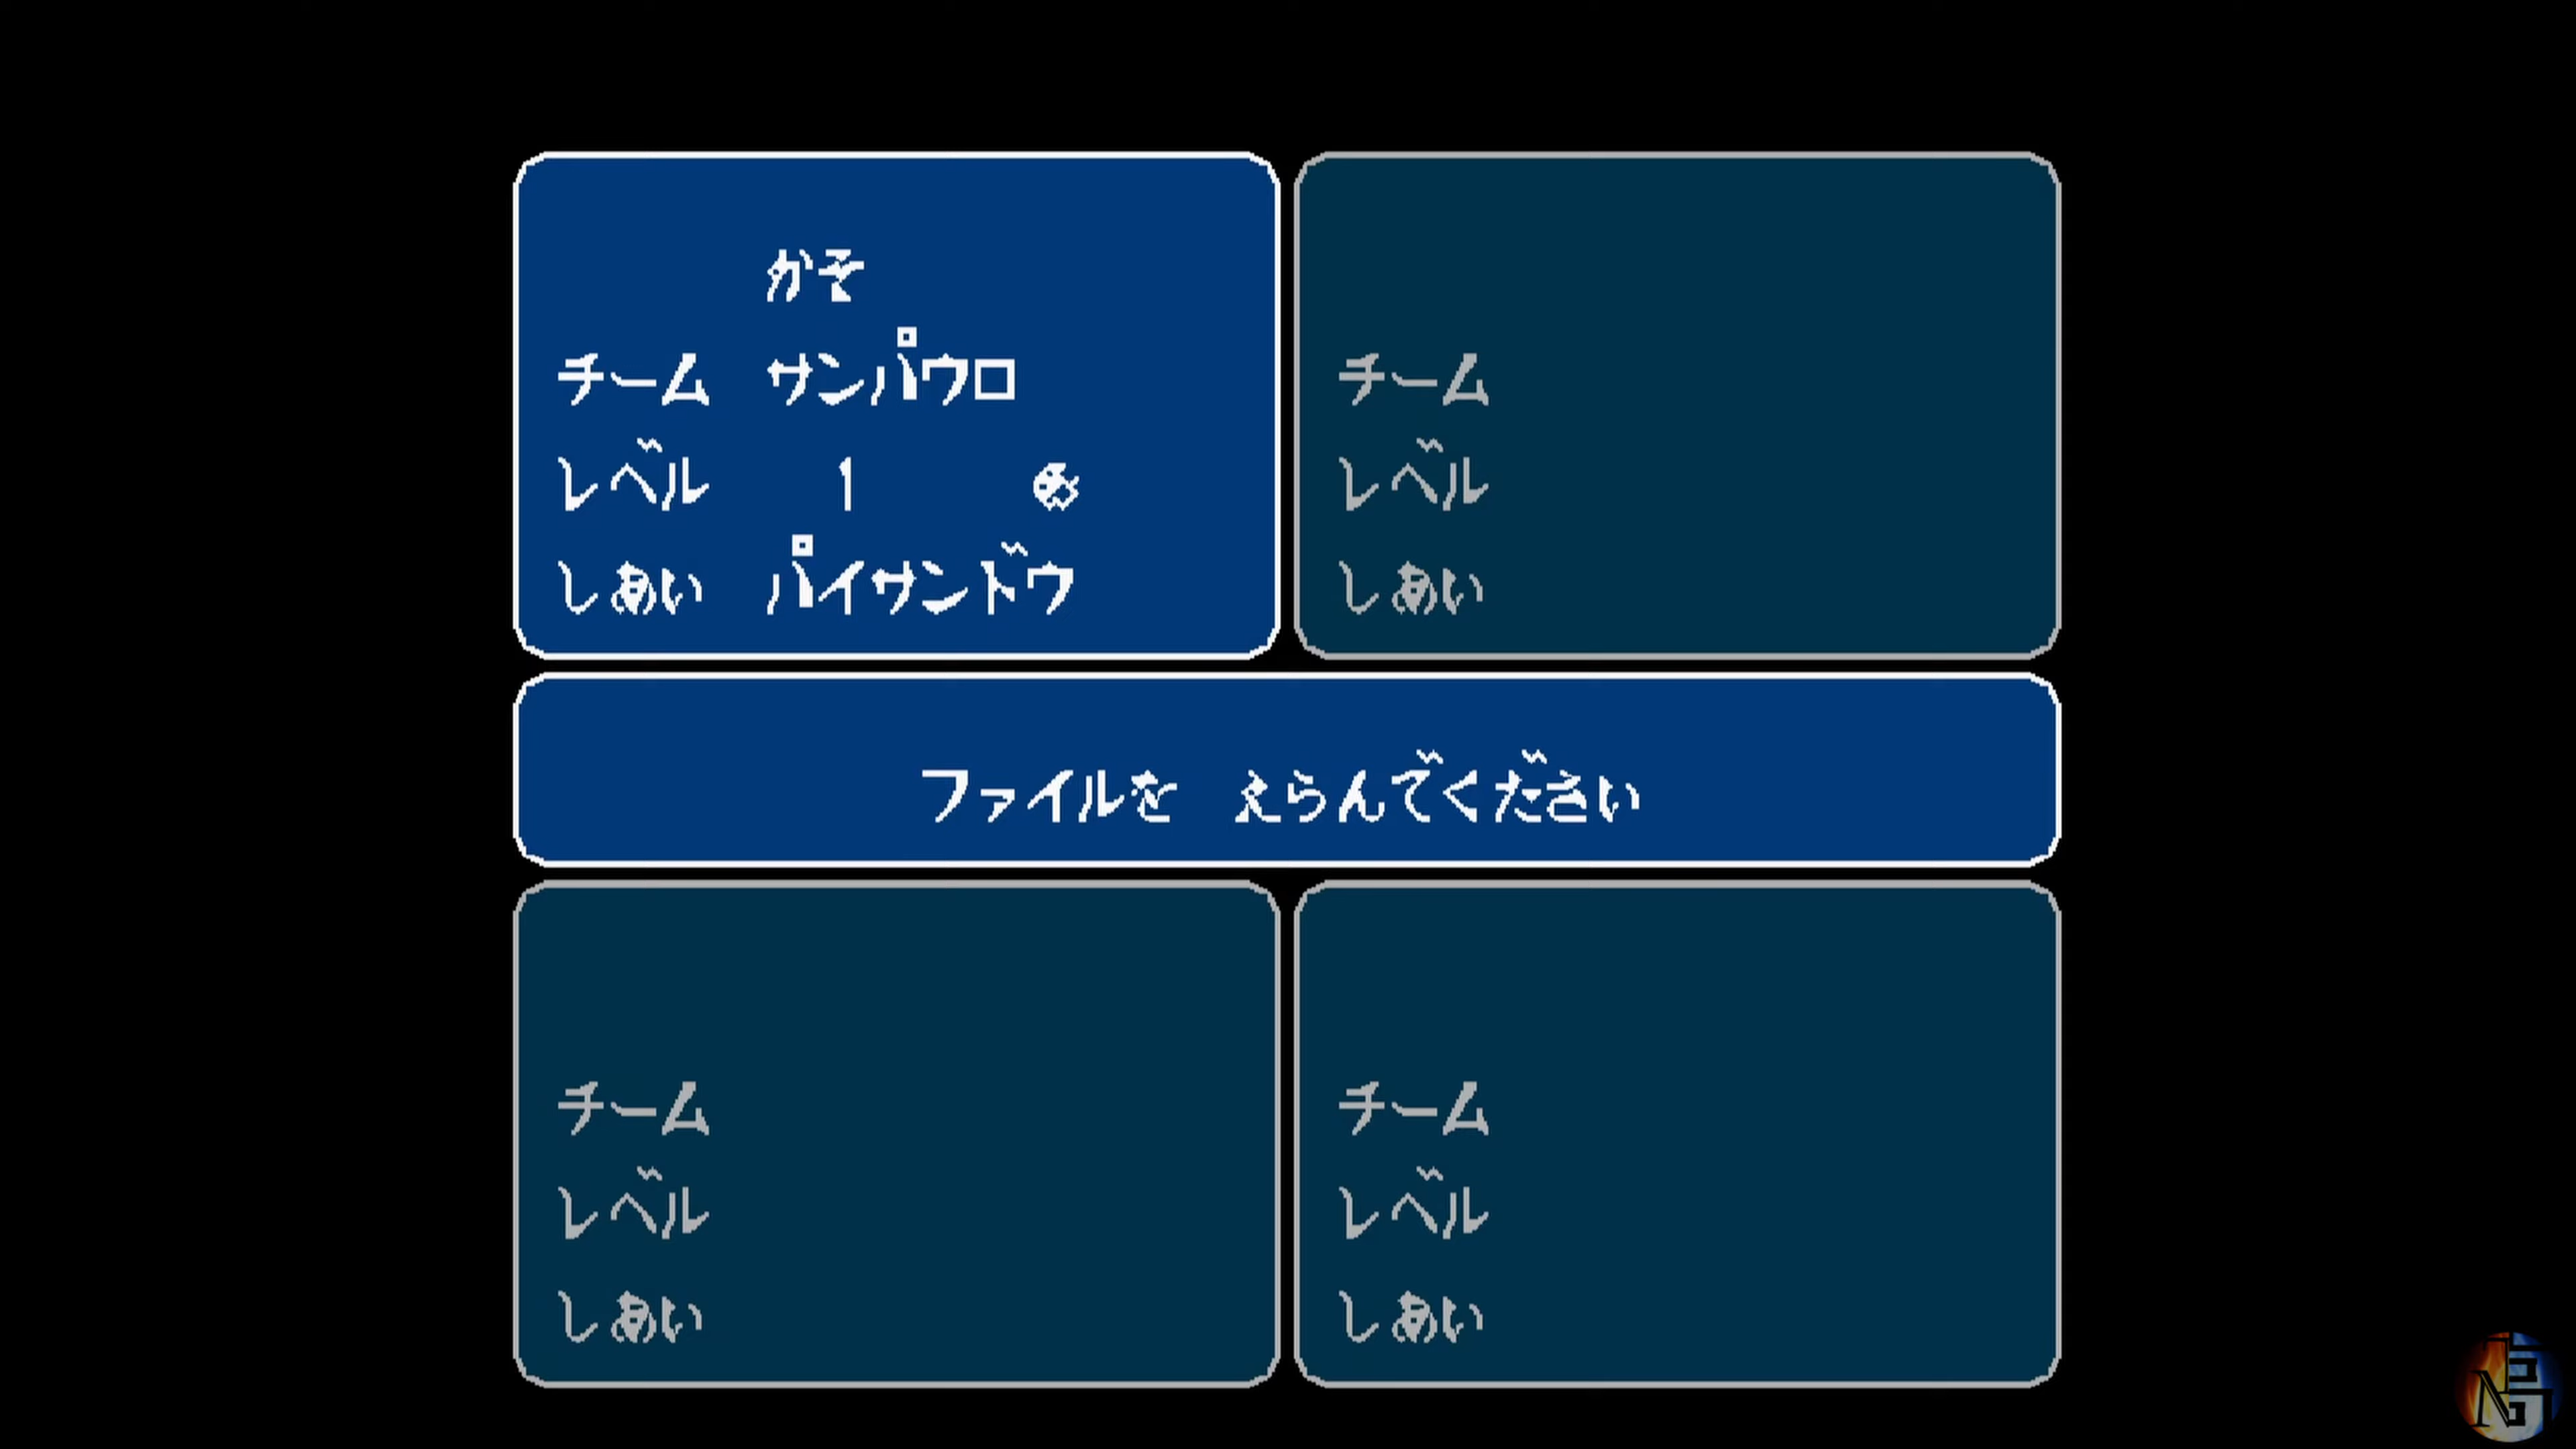 かそ
チーム サンパウロ
レベル 1
しあい パイサンドウ
チーム
レベル
しあい
ファイルを えらんでください
チーム
レベル
しあい
チーム
レベル
しあい